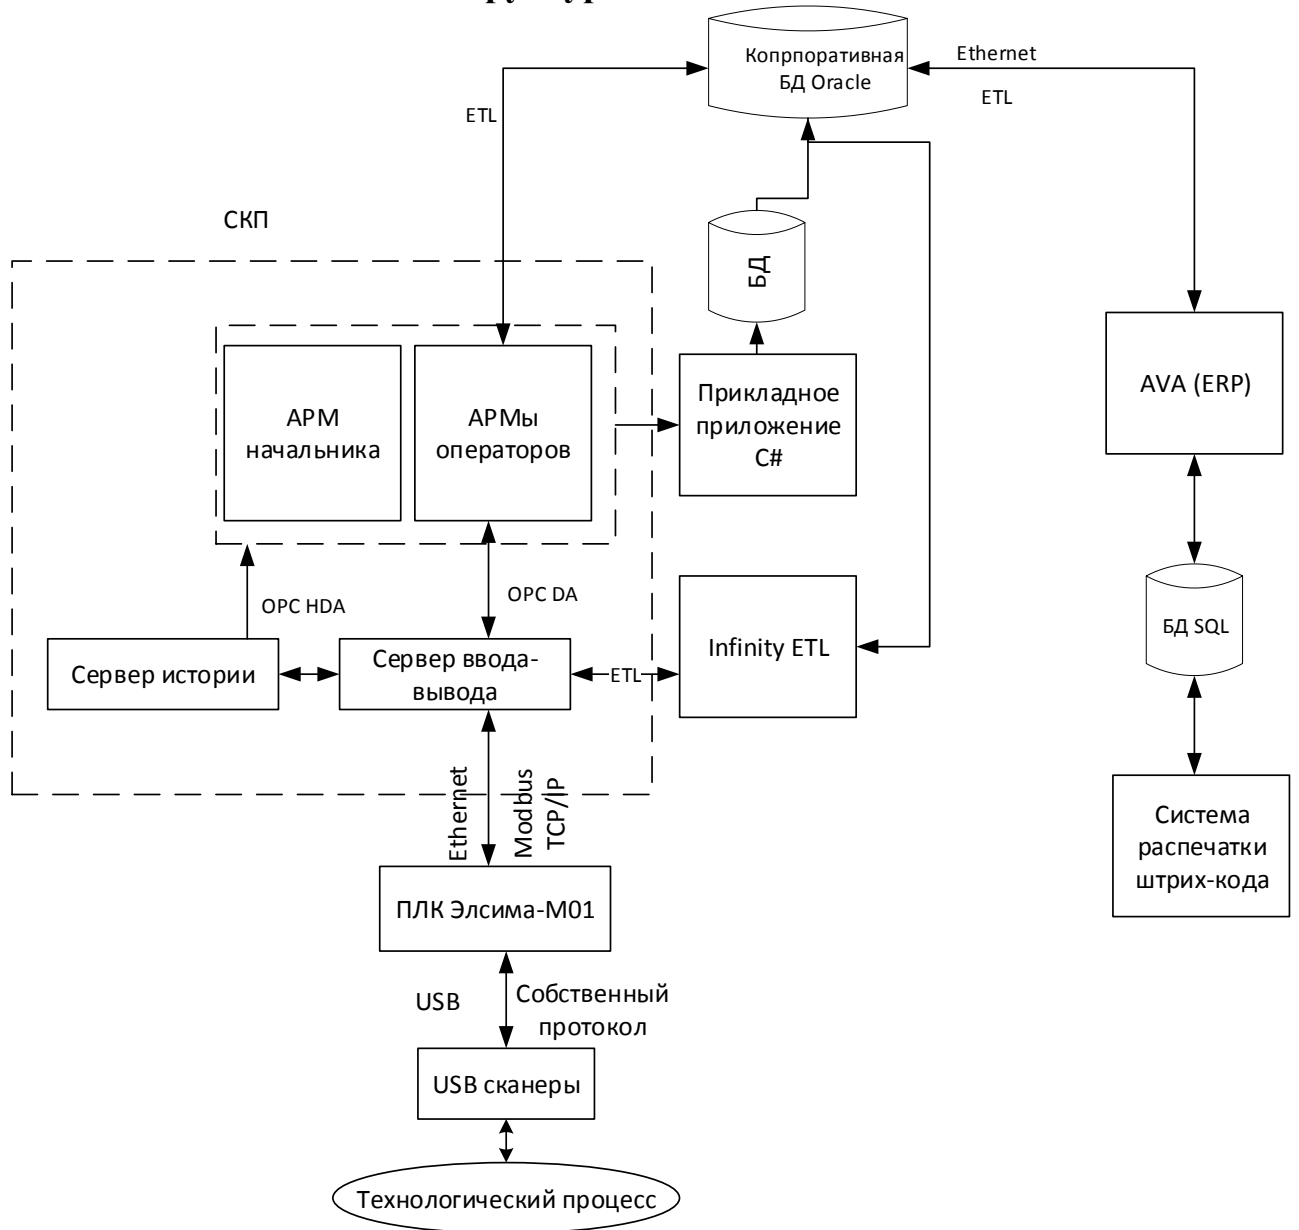 Копрпоративная
БД Oracle
Ethernet
ETL
ETL
СКП
БД
АРМ
начальника
АРМы
операторов
Прикладное
приложение
C#
AVA (ERP)
OPC HDA
OPC DA
Сервер истории
Сервер ввода-
вывода
ETL
Infinity ETL
БД SQL
Ethernet
Modbus
TCP/IP
Система
распечатки
штрих-кода
ПЛК Элсима-М01
USB
Собственный
протокол
USB сканеры
Технологический процесс